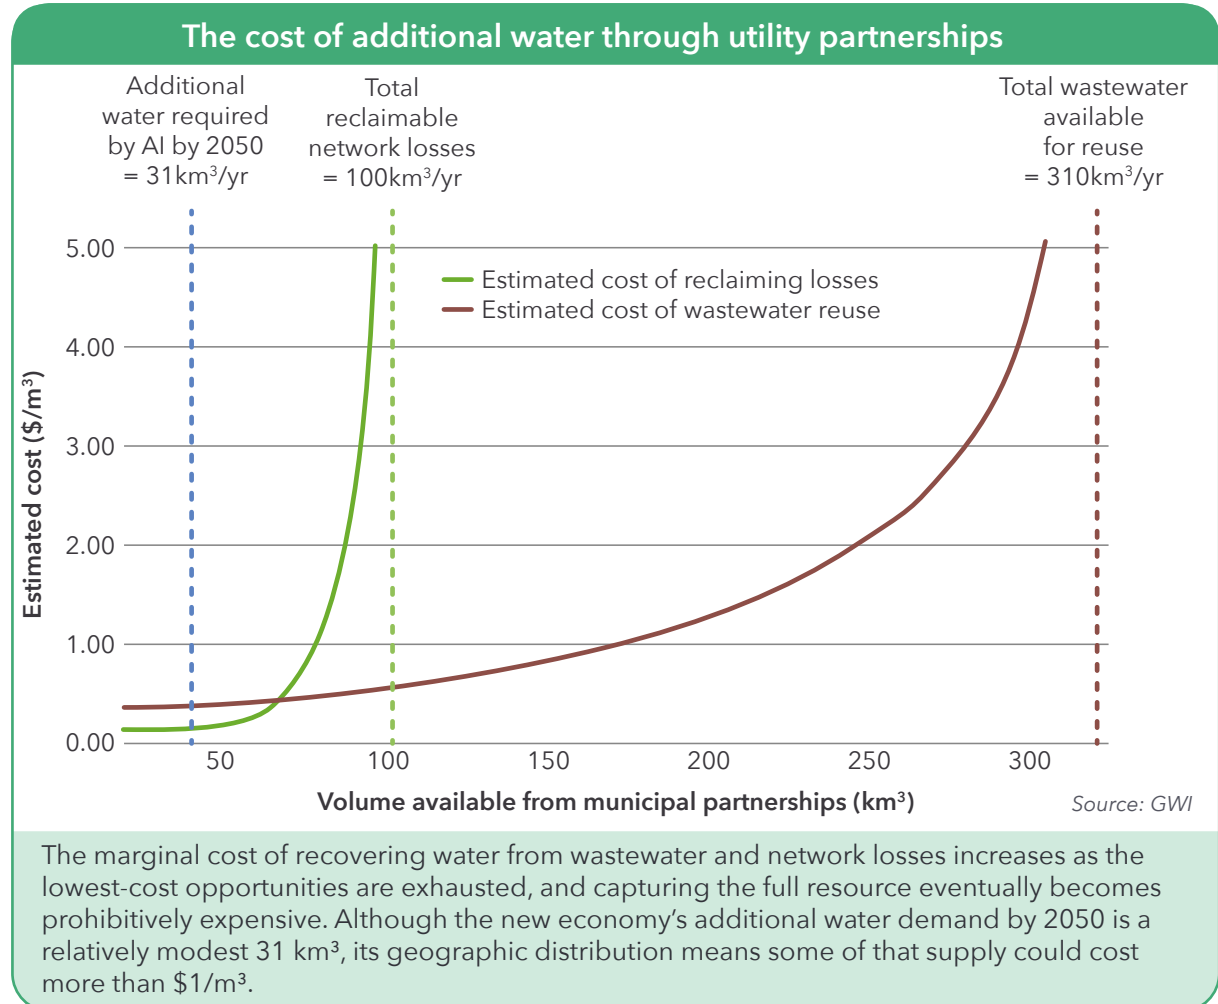 The cost of additional water through utility partnerships
Additional
water required
by AI by 2050
= 31km³/yr
Total
reclaimable
network losses
= 100km³/yr
Total wastewater
available
for reuse
= 310km³/yr
Estimated cost ($/m³)
5.00
4.00
3.00
2.00
1.00
0.00
Estimated cost of reclaiming losses
Estimated cost of wastewater reuse
50
100
150
200
250
300
Volume available from municipal partnerships (km³)
Source: GWI
The marginal cost of recovering water from wastewater and network losses increases as the
lowest-cost opportunities are exhausted, and capturing the full resource eventually becomes
prohibitively expensive. Although the new economy’s additional water demand by 2050 is a
relatively modest 31 km³, its geographic distribution means some of that supply could cost
more than $1/m³.